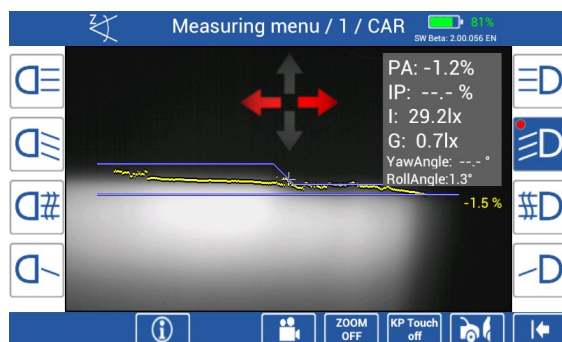 Z
Measuring menu / 1 / CAR
81%
SW Beta: 2.00.056 EN
PA: -1.2%
IP: --.- %
I: 29.2lx
G: 0.7lx
YawAngle: --.- °
RollAngle:1.3°
-1.5 %
ZOOM
OFF
KP Touch
off